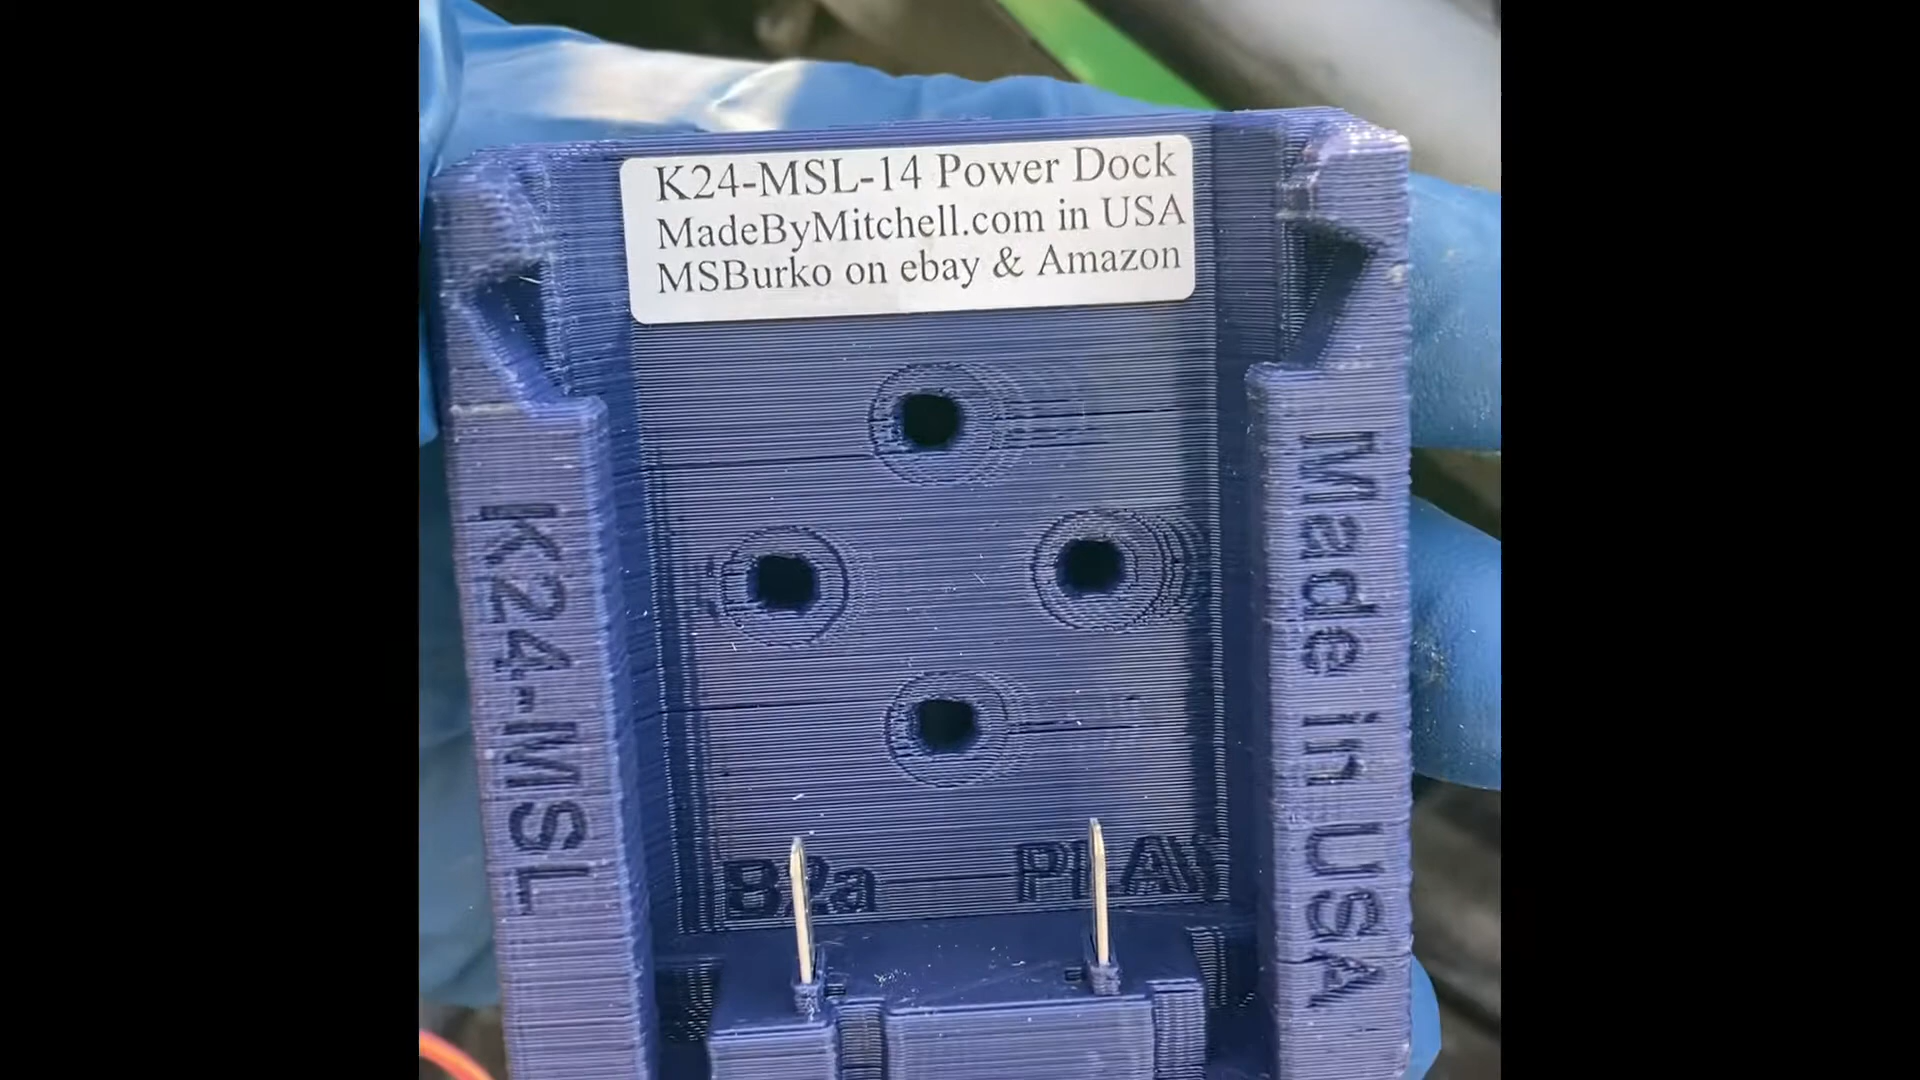 K24-MSL-14 Power Dock
MadeByMitchell.com in USA
MSBurko on ebay & Amazon
K24-MSL
Made in USA
B2a
PLA